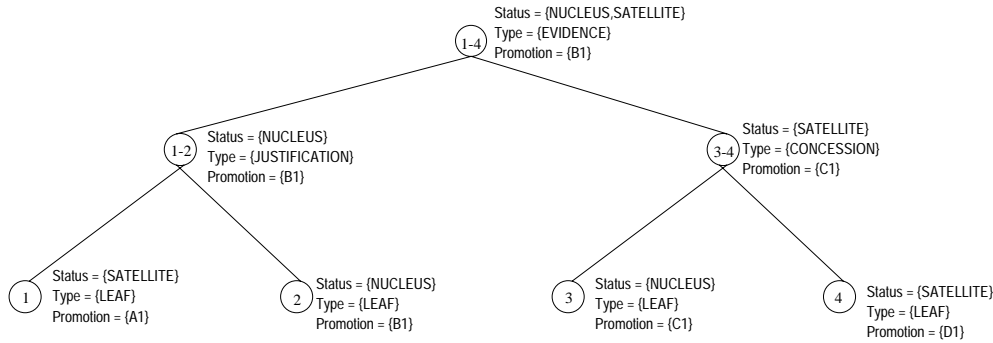 1-4
Status = {NUCLEUS,SATELLITE}
Type = {EVIDENCE}
Promotion = {B1}
1-2
Status = {NUCLEUS}
Type = {JUSTIFICATION}
Promotion = {B1}
3-4
Status = {SATELLITE}
Type = {CONCESSION}
Promotion = {C1}
1
Status = {SATELLITE}
Type = {LEAF}
Promotion = {A1}
2
Status = {NUCLEUS}
Type = {LEAF}
Promotion = {B1}
3
Status = {NUCLEUS}
Type = {LEAF}
Promotion = {C1}
4
Status = {SATELLITE}
Type = {LEAF}
Promotion = {D1}